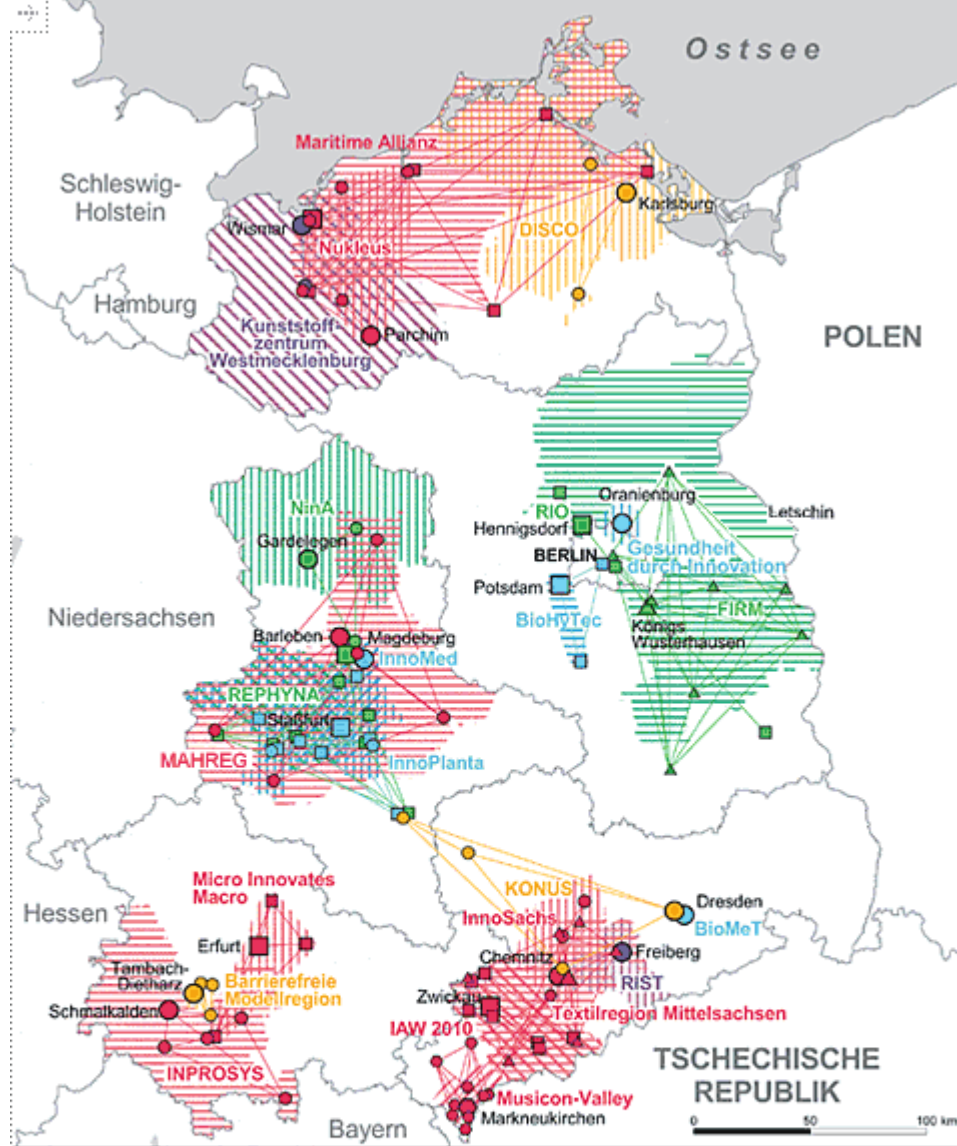 Ostsee
Maritime Allianz
Schleswig-
Holstein
Karlsburg
Wismar
DISCO
Nukleus
Hamburg
Kunststoff-
zentrum
Westmecklenburg
Parchim
POLEN
NinA
Gardelegen
Oranienburg
RIO
Letschin
Hennigsdorf
BERLIN
Gesundheit
durch Innovation
Potsdam
BioHyTec
FIRM
Königs
Wusterhausen
Niedersachsen
Barleben
Magdeburg
InnoMed
REPHYNA
Staßfurt
MAHREG
InnoPlanta
Micro Innovates
Macro
KONUS
Hessen
InnoSachs
Dresden
BioMeT
Erfurt
Chemnitz
Freiberg
Tambach-
Dietharz
Barrierefreie
Modellregion
RIST
Schmalkalden
Zwickau
Textilregion Mittelsachsen
IAW 2010
INPROSYS
TSCHECHISCHE
REPUBLIK
Musicon-Valley
Markneukirchen
Bayern
0 50 100 km